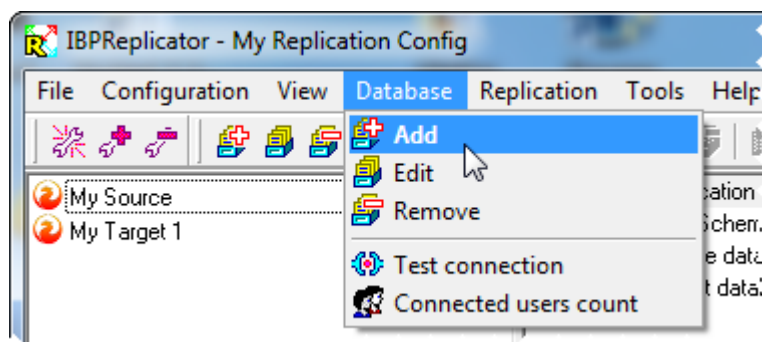 IBPReplicator - My Replication Config
File Configuration View Database Replication Tools Help
Add
Edit
Remove
Test connection
Connected users count
My Source
My Target 1